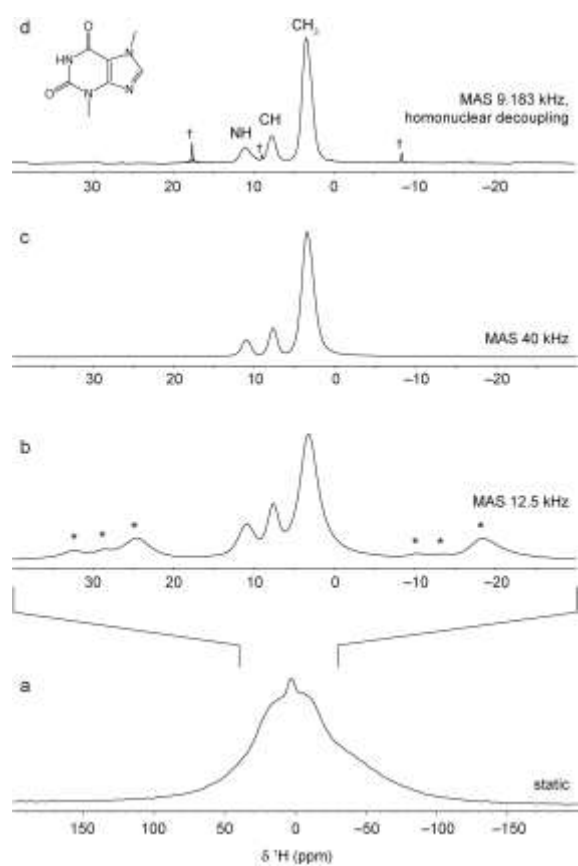 d
O
N
HN
N
O
N
CH₃
NH
CH
†
†
†
MAS 9.183 kHz,
homonuclear decoupling
30 20 10 0 −10 −20
c
MAS 40 kHz
30 20 10 0 −10 −20
b
MAS 12.5 kHz
* * * * * *
30 20 10 0 −10 −20
a
static
150 100 50 0 −50 −100 −150
δ ¹H (ppm)